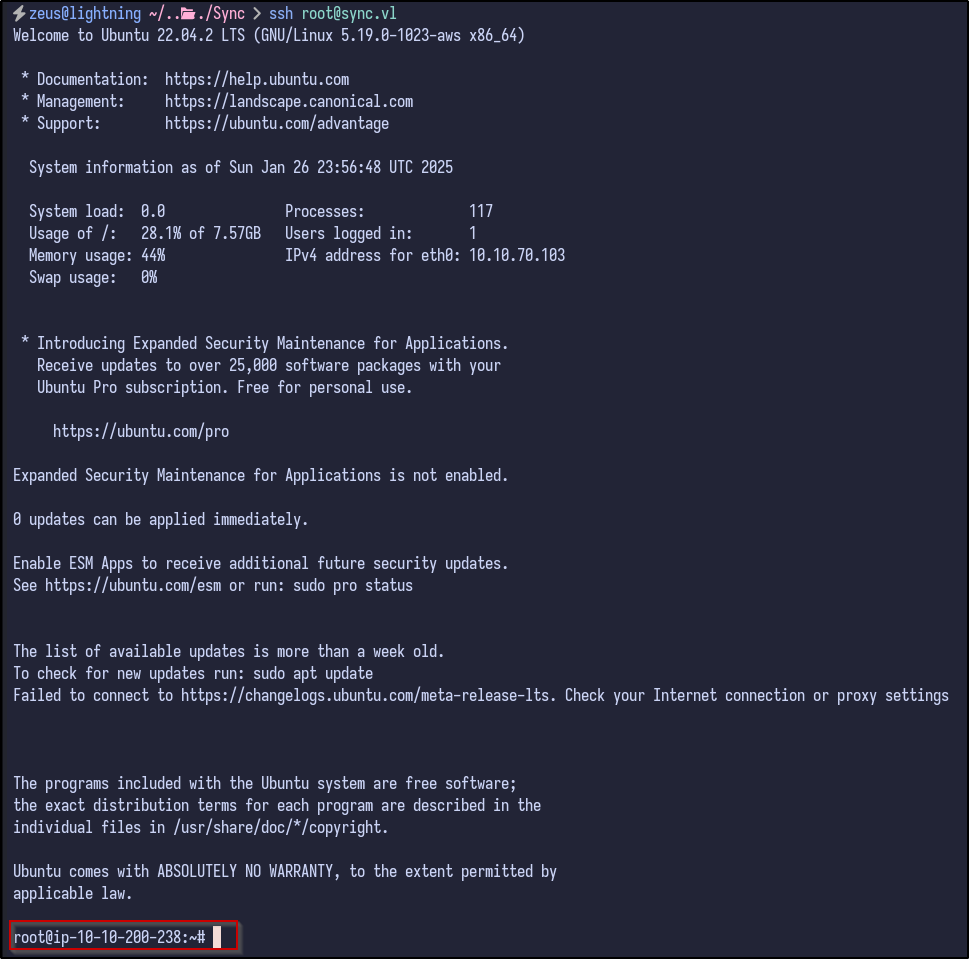 zeus@lightning ~/.../Sync > ssh root@sync.vl
Welcome to Ubuntu 22.04.2 LTS (GNU/Linux 5.19.0-1023-aws x86_64)
* Documentation:  https://help.ubuntu.com
* Management:     https://landscape.canonical.com
* Support:        https://ubuntu.com/advantage
System information as of Sun Jan 26 23:56:48 UTC 2025
System load:  0.0               Processes:             117
Usage of /:   28.1% of 7.57GB   Users logged in:       1
Memory usage: 44%               IPv4 address for eth0: 10.10.70.103
Swap usage:   0%
* Introducing Expanded Security Maintenance for Applications.
Receive updates to over 25,000 software packages with your
Ubuntu Pro subscription. Free for personal use.
https://ubuntu.com/pro
Expanded Security Maintenance for Applications is not enabled.
0 updates can be applied immediately.
Enable ESM Apps to receive additional future security updates.
See https://ubuntu.com/esm or run: sudo pro status
The list of available updates is more than a week old.
To check for new updates run: sudo apt update
Failed to connect to https://changelogs.ubuntu.com/meta-release-lts. Check your Internet connection or proxy settings
The programs included with the Ubuntu system are free software;
the exact distribution terms for each program are described in the
individual files in /usr/share/doc/*/copyright.
Ubuntu comes with ABSOLUTELY NO WARRANTY, to the extent permitted by
applicable law.
root@ip-10-10-200-238:~#